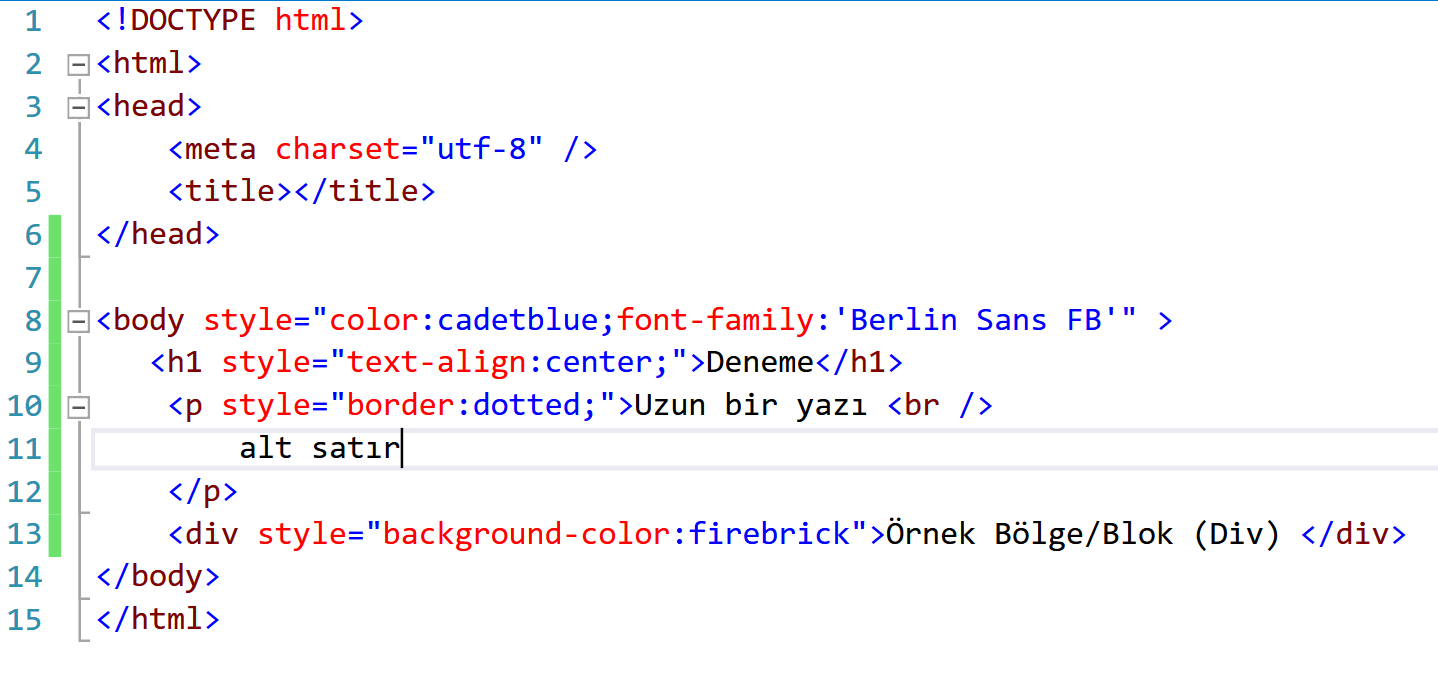 1 <!DOCTYPE html>
2 <html>
3 <head>
4 <meta charset="utf-8" />
5 <title></title>
6 </head>
7
8 <body style="color:cadetblue;font-family:'Berlin Sans FB'" >
9 <h1 style="text-align:center;">Deneme</h1>
10 <p style="border:dotted;">Uzun bir yazı <br />
11 alt satır
12 </p>
13 <div style="background-color:firebrick">Örnek Bölge/Blok (Div) </div>
14 </body>
15 </html>